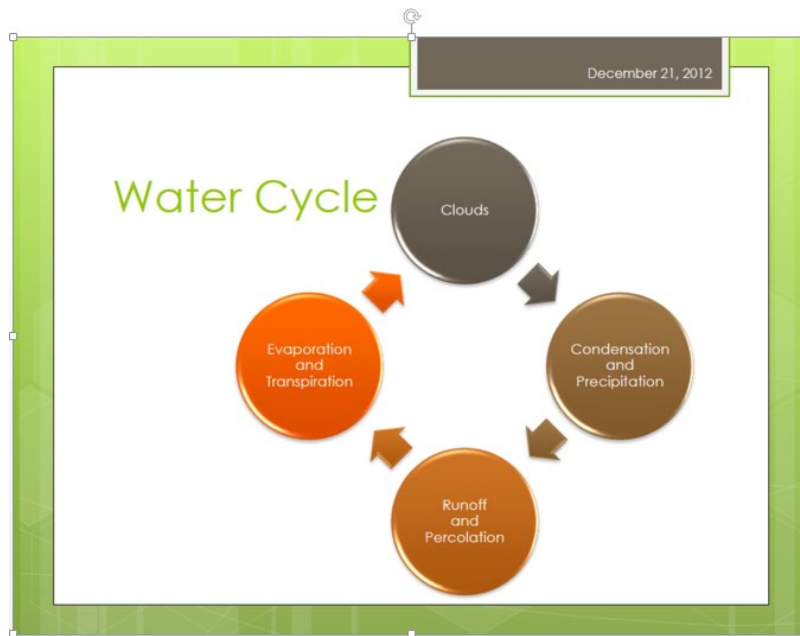 December 21, 2012
Water Cycle
Clouds
Condensation
and
Precipitation
Runoff
and
Percolation
Evaporation
and
Transpiration